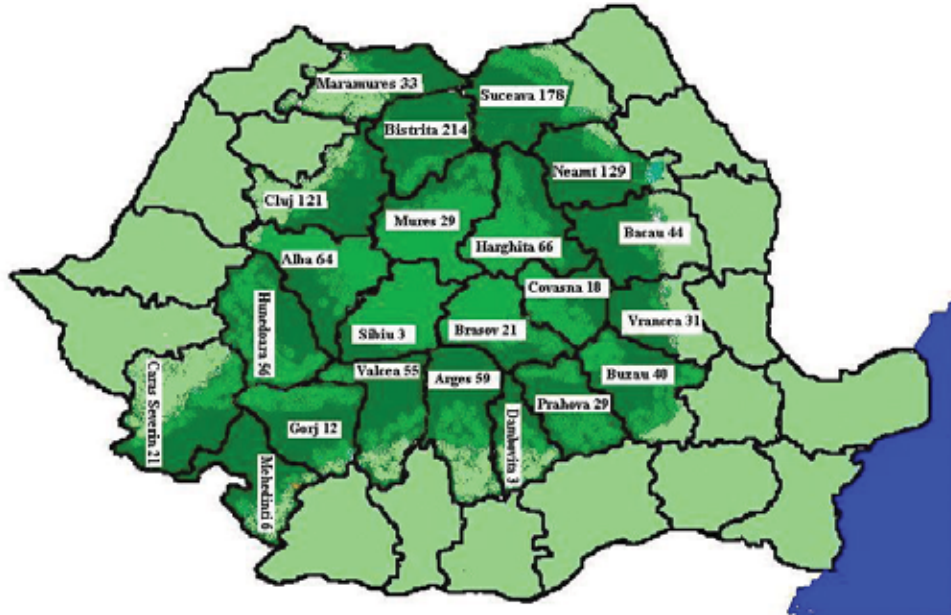 Maramures 33
Suceava 178
Bistrita 214
Neamt 129
Cluj 121
Mures 29
Bacau 44
Harghita 66
Alba 64
Covasna 18
Hunedoara 56
Sibiu 3
Brasov 21
Vrancea 31
Valcea 55
Arges 59
Buzau 40
Caras Severin 21
Gorj 12
Prahova 29
Dambovita 3
Mehedinti 6